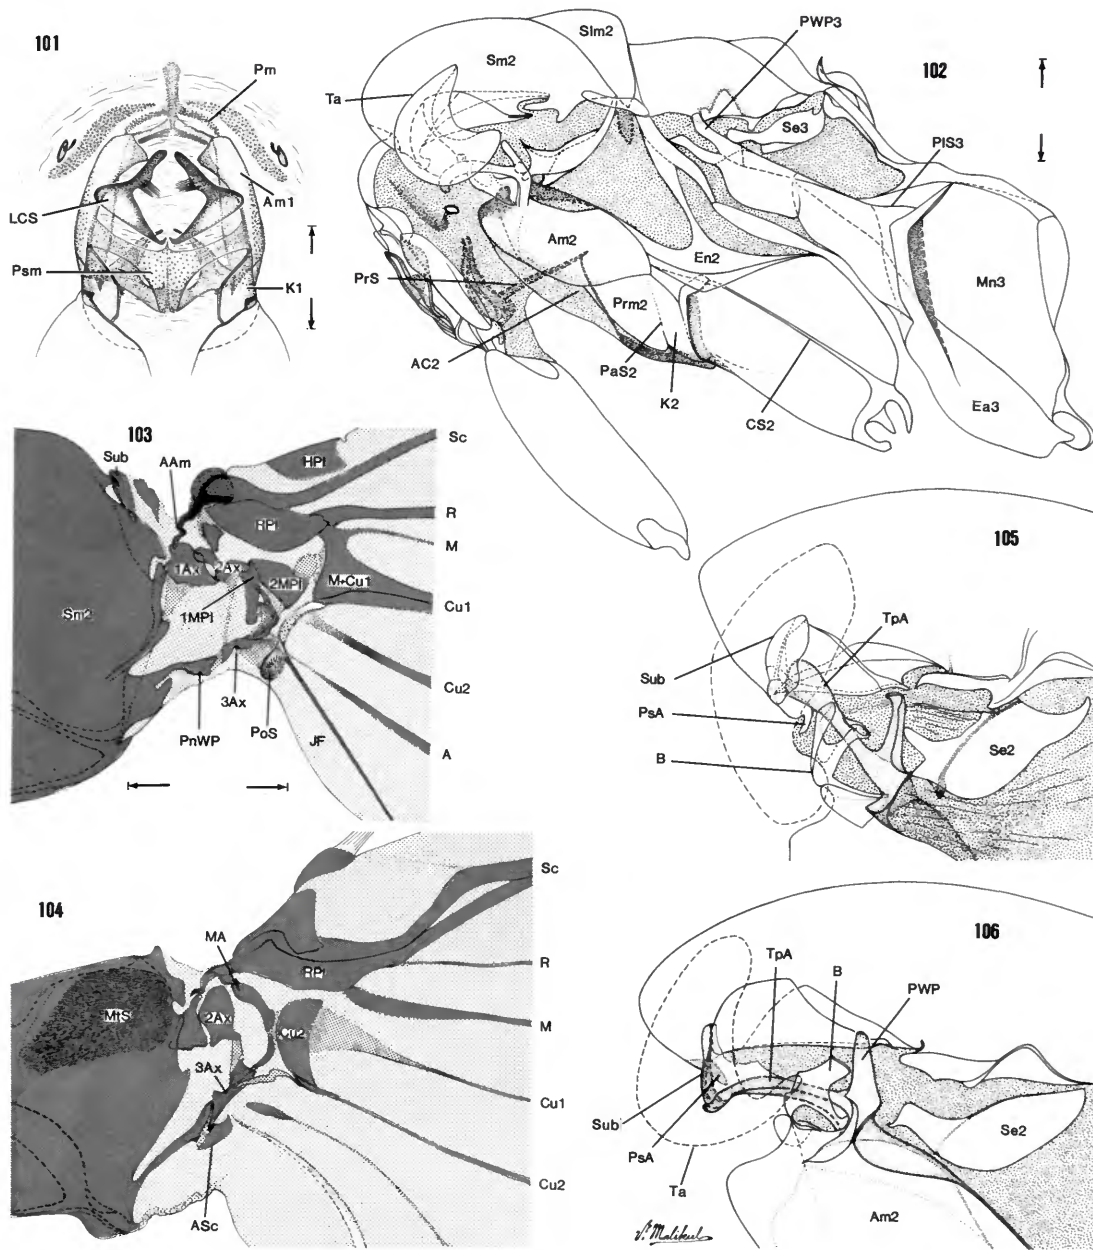 101
Pm
Am1
LCS
Psm
K1
102
Slm2
PWP3
Sm2
Ta
Se3
PlS3
Am2
En2
PrS
Prm2
Mn3
AC2
PaS2
K2
CS2
Ea3
103
Sub
AAm
HPl
Sc
RPl
R
M
1Ax
2Ax
2MPl
M+Cu1
1MPl
Cu1
Sm2
3Ax
PnWP
PoS
JF
Cu2
A
104
Sc
MA
RPl
R
MtS
2Ax
Cu2
M
3Ax
Cu1
ASc
Cu2
105
TpA
Sub
PsA
B
Se2
106
TpA
B
PWP
Sub
PsA
Se2
Ta
Am2
V. Malikul